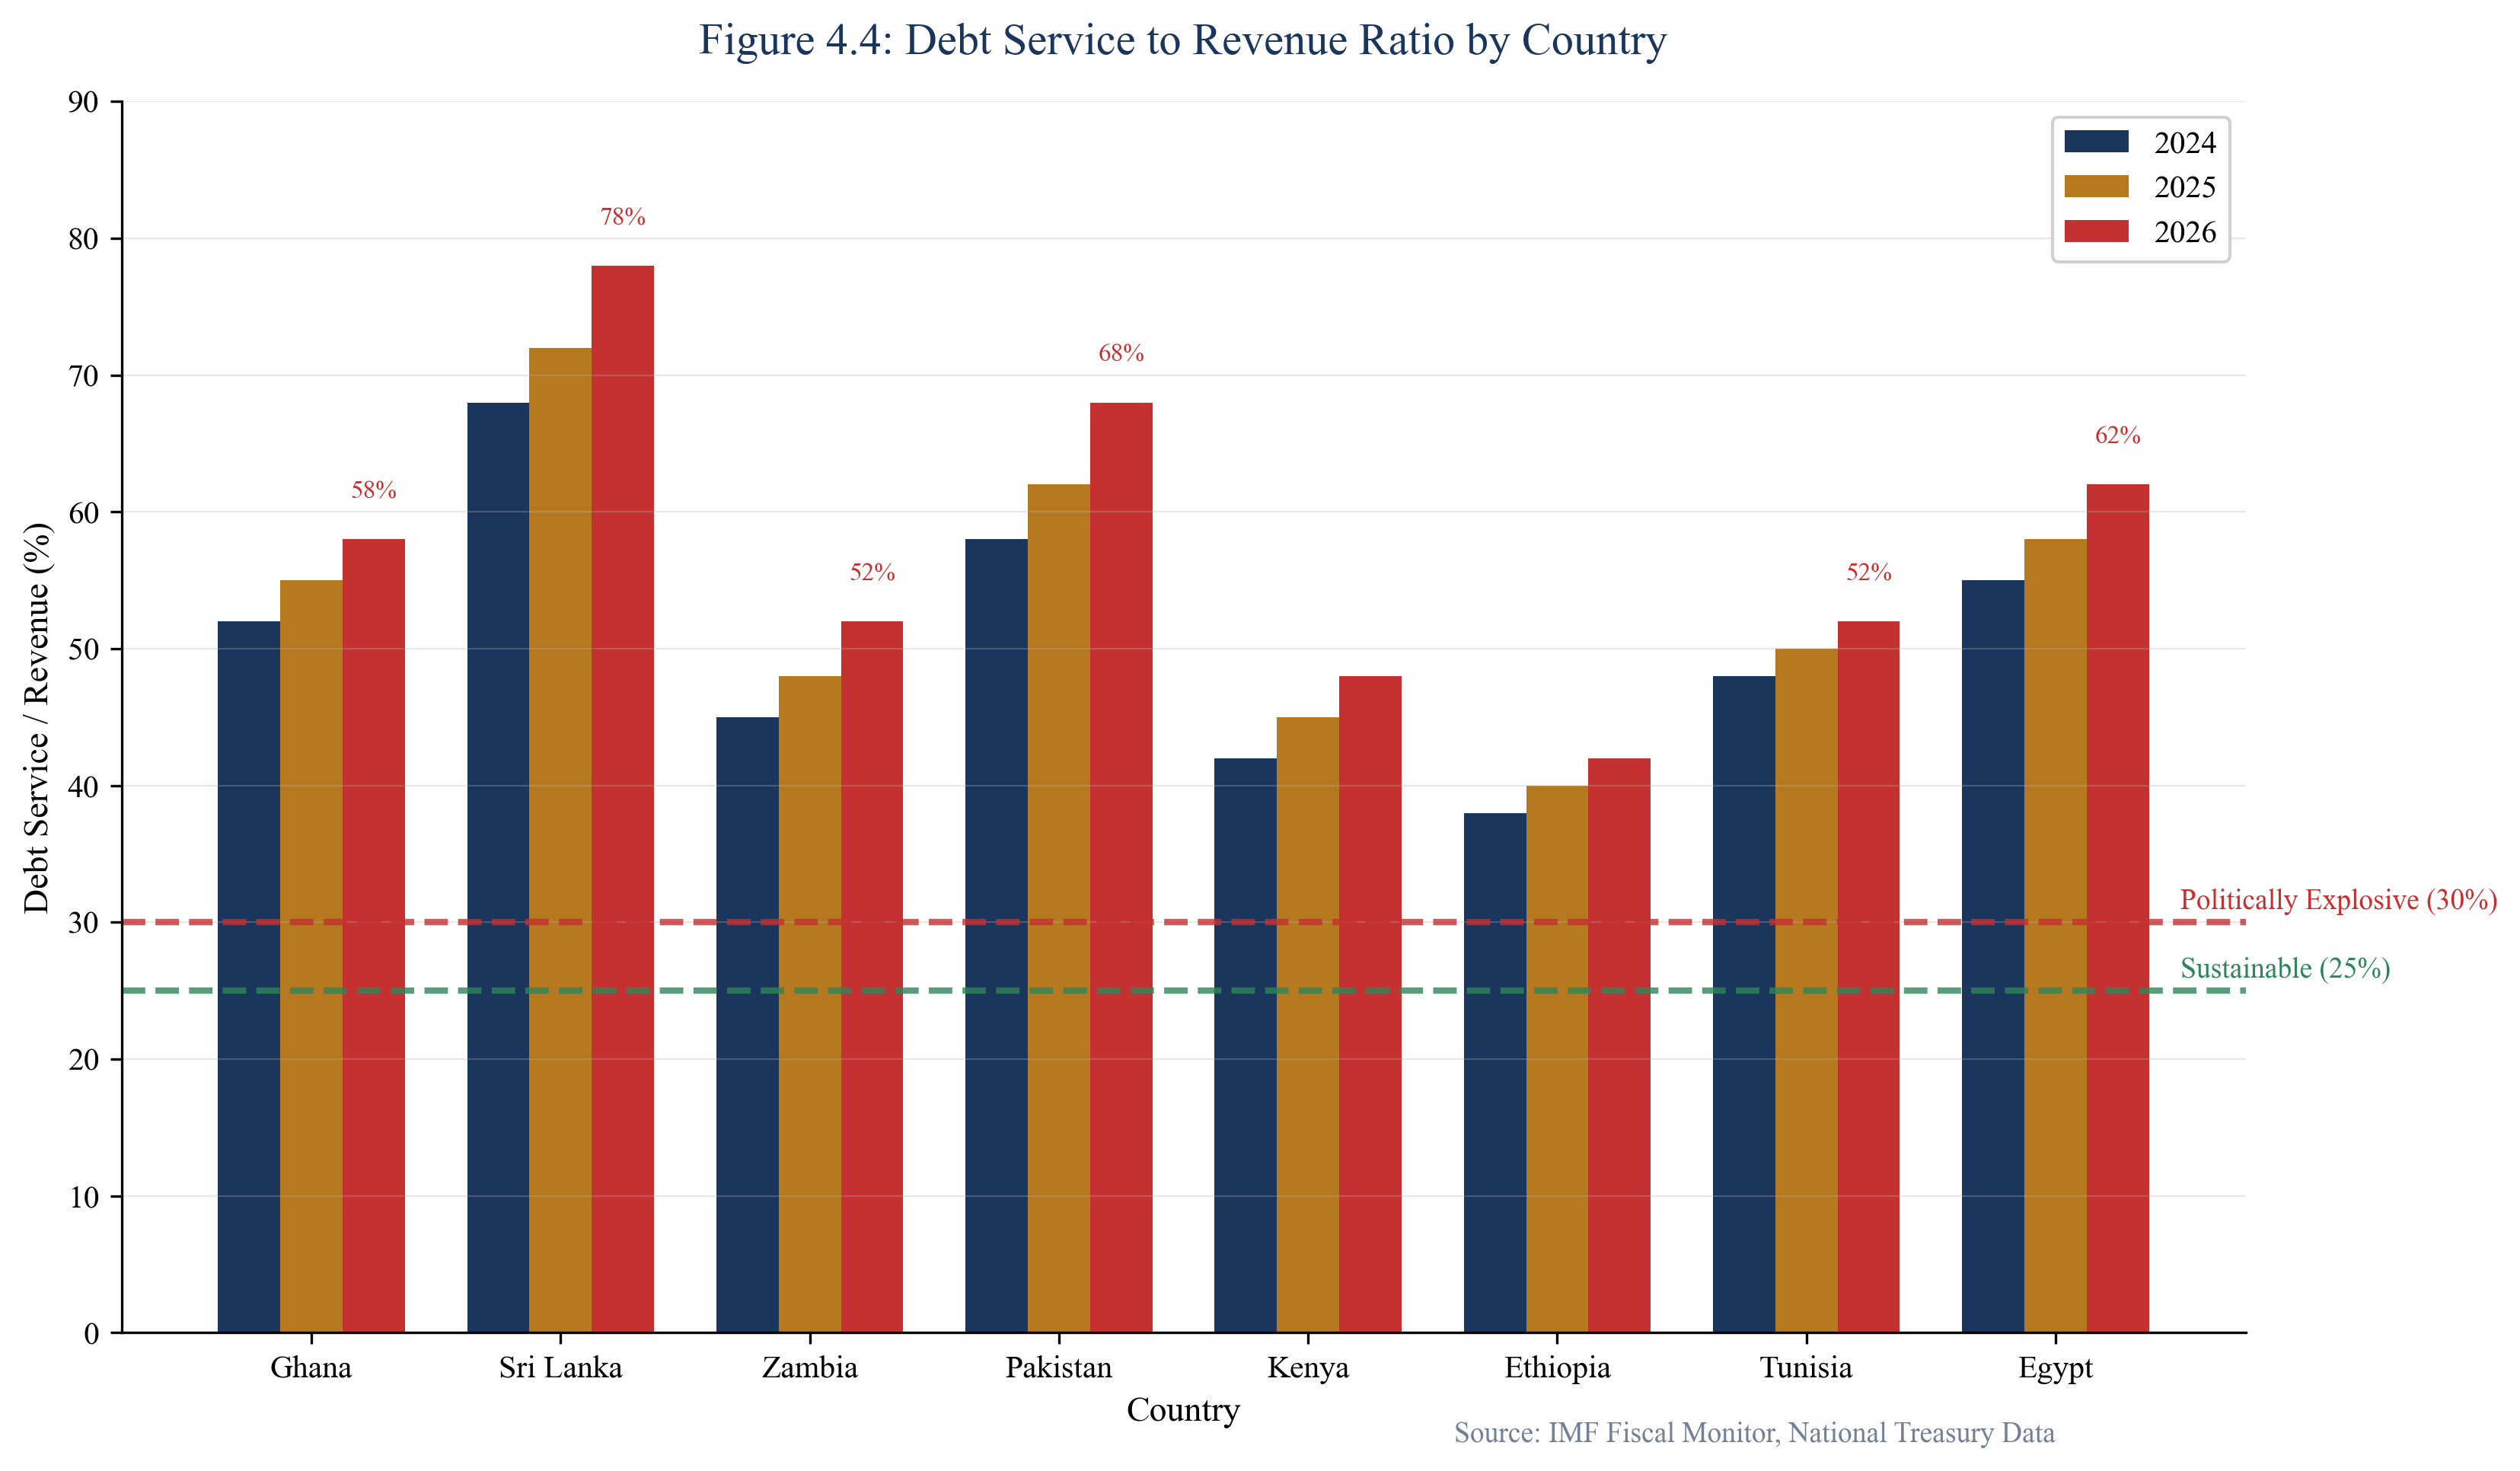 Figure 4.4: Debt Service to Revenue Ratio by Country
Debt Service / Revenue (%)
90
80
70
60
50
40
30
20
10
0
2024
2025
2026
58%
78%
52%
68%
52%
62%
Politically Explosive (30%)
Sustainable (25%)
Ghana
Sri Lanka
Zambia
Pakistan
Kenya
Ethiopia
Tunisia
Egypt
Country
Source: IMF Fiscal Monitor, National Treasury Data